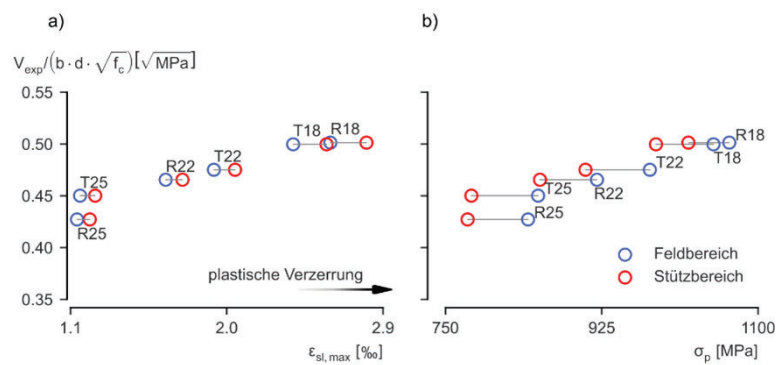 a)
b)
V_exp/(b · d · √f_c)[√MPa]
0.55
0.50
0.45
0.40
0.35
T18 R18
R22
T22
T25
R25
plastische Verzerrung
1.1
2.0
2.9
ε_sl, max [‰]
R18
T18
T22
T25
R22
R25
Feldbereich
Stützbereich
750
925
1100
σ_p [MPa]